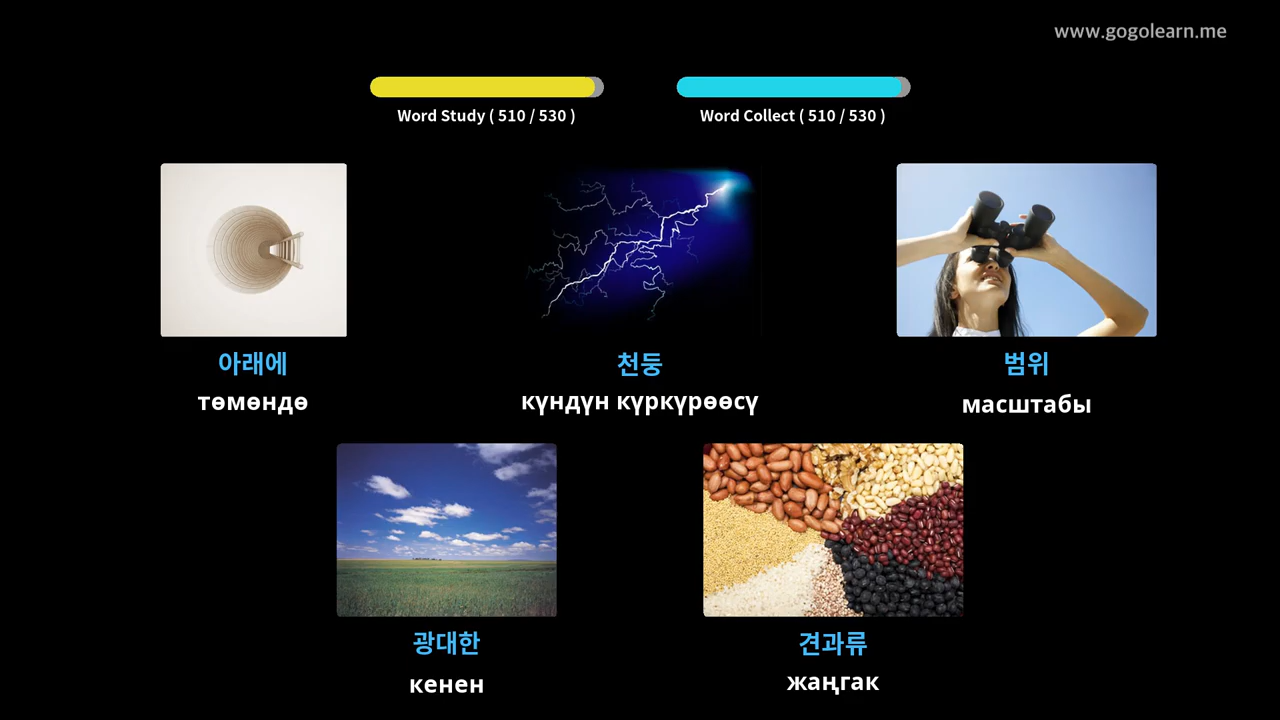 www.gogolearn.me
Word Study ( 510 / 530 )
Word Collect ( 510 / 530 )
아래에
төмөндө
천둥
күндүн күркүрөөсү
범위
масштабы
광대한
кенен
견과류
жаңгак